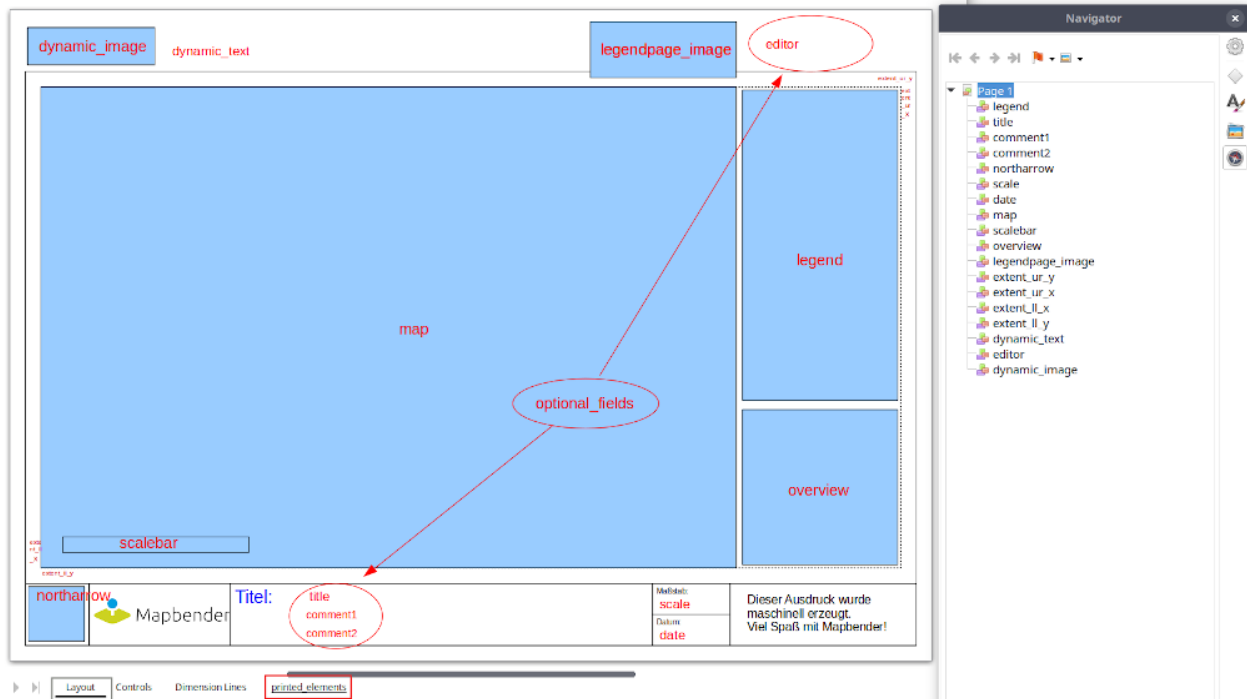 dynamic_image
dynamic_text
legendpage_image
editor
extent_ur_y
map
legend
optional_fields
overview
scalebar
extent_ll_y
northarrow
Mapbender
Titel:
title
comment1
comment2
Maßstab:
scale
Datum:
date
Dieser Ausdruck wurde
maschinell erzeugt.
Viel Spaß mit Mapbender!
Layout
Controls
Dimension Lines
printed_elements
Navigator
Page 1
legend
title
comment1
comment2
northarrow
scale
date
map
scalebar
overview
legendpage_image
extent_ur_y
extent_ur_x
extent_ll_x
extent_ll_y
dynamic_text
editor
dynamic_image